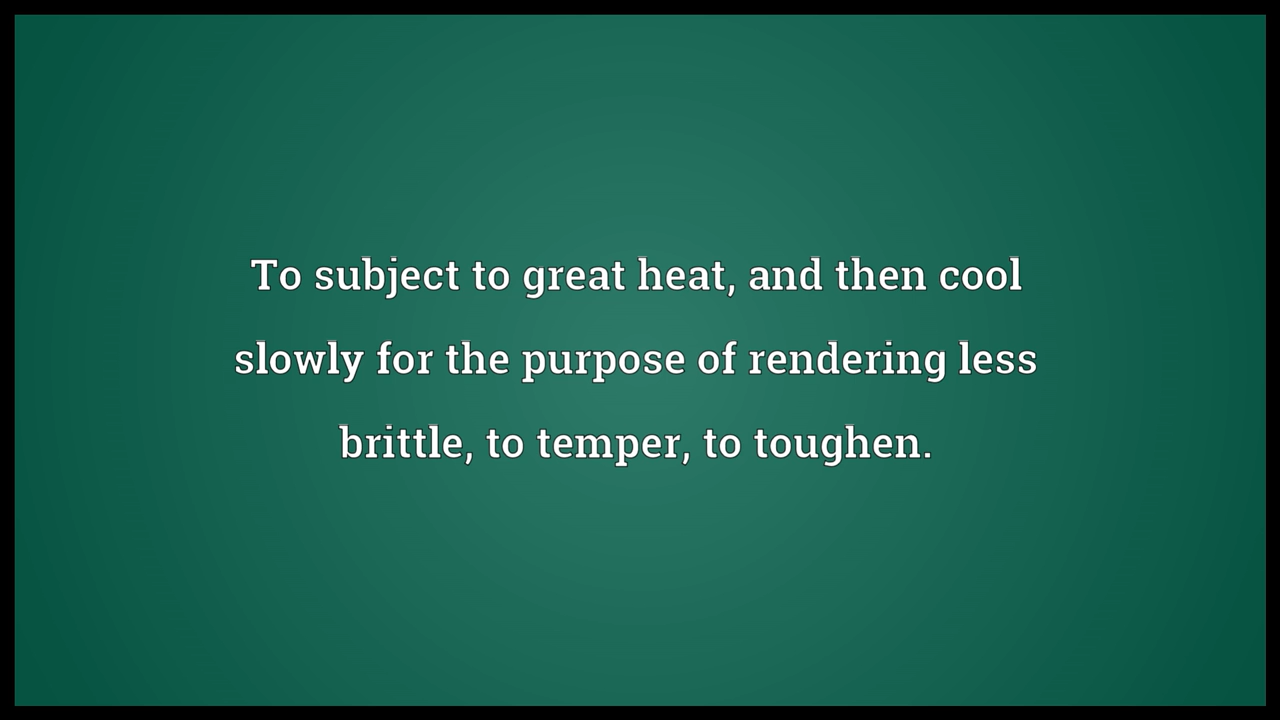 To subject to great heat, and then cool
slowly for the purpose of rendering less
brittle, to temper, to toughen.